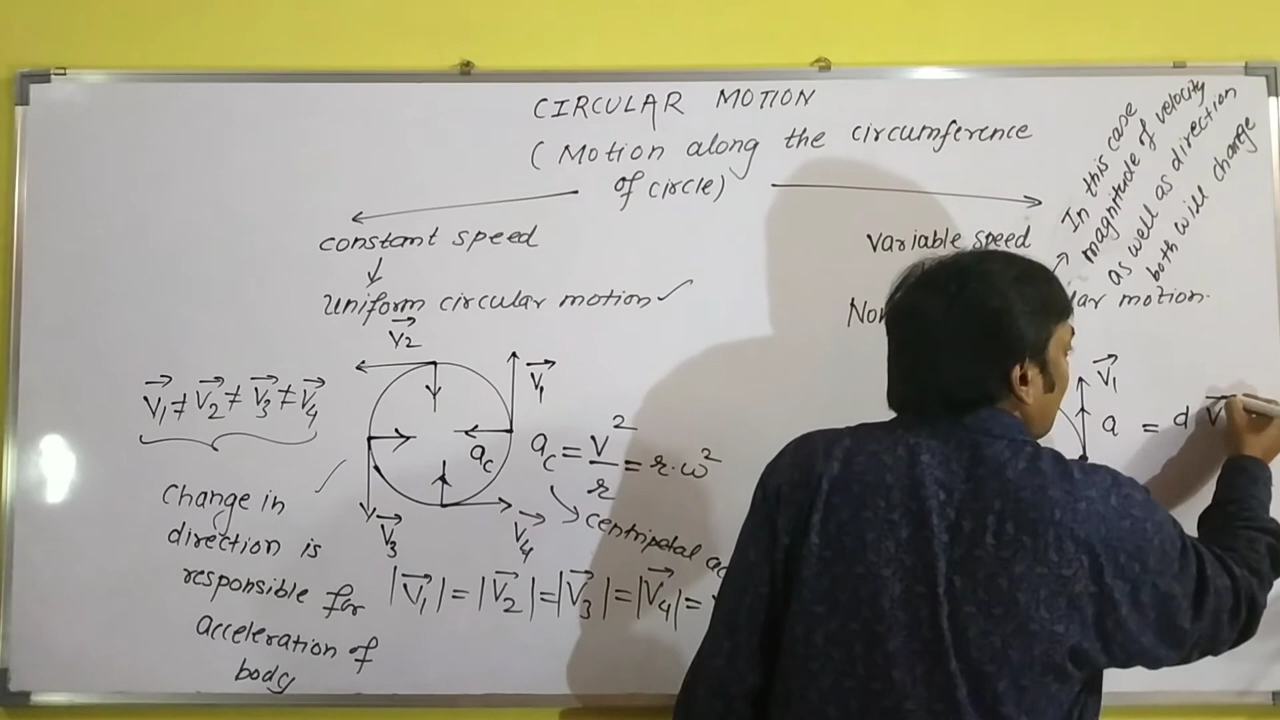 CIRCULAR MOTION
(Motion along the circumference
of circle)
constant speed
↓
uniform circular motion ✓
V⃗2
V⃗1
V⃗1 ≠ V⃗2 ≠ V⃗3 ≠ V⃗4
ac
ac = v²/r = r.ω²
centripetal
V⃗3
V⃗4
Change in
direction is
responsible for
acceleration of
body
|V⃗1| = |V⃗2| = |V⃗3| = |V⃗4| =
variable speed
motion.
In this case
magnitude of velocity
as well as direction
both will change
V⃗1
a = d V